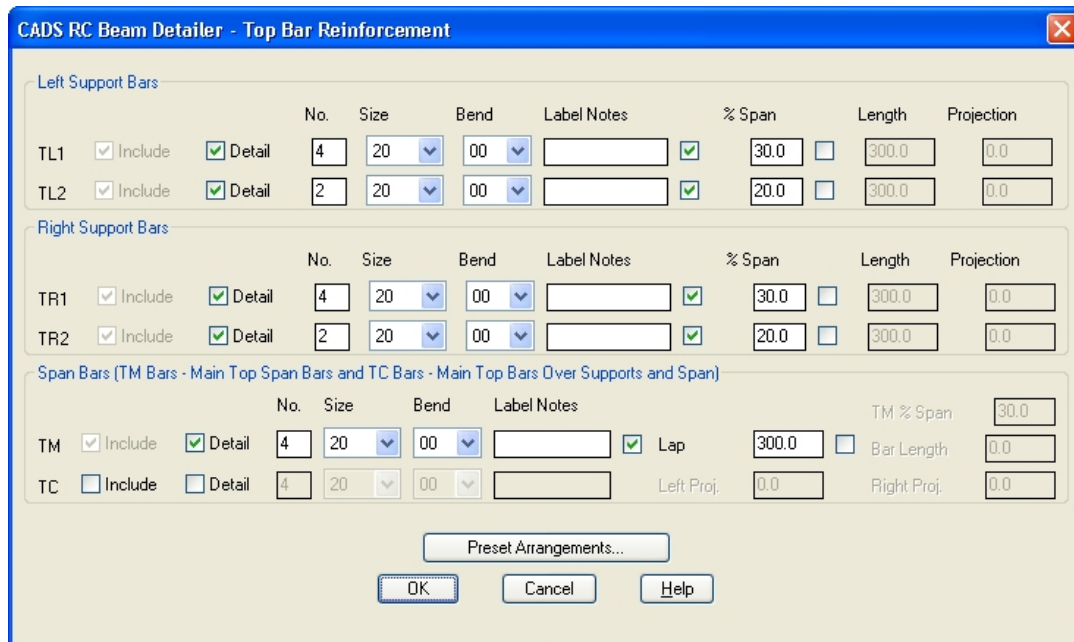 CADS RC Beam Detailer - Top Bar Reinforcement
Left Support Bars
No. Size Bend Label Notes % Span Length Projection
TL1 Include Detail 4 20 00 30.0 300.0 0.0
TL2 Include Detail 2 20 00 20.0 300.0 0.0
Right Support Bars
No. Size Bend Label Notes % Span Length Projection
TR1 Include Detail 4 20 00 30.0 300.0 0.0
TR2 Include Detail 2 20 00 20.0 300.0 0.0
Span Bars (TM Bars - Main Top Span Bars and TC Bars - Main Top Bars Over Supports and Span)
No. Size Bend Label Notes TM % Span 30.0
TM Include Detail 4 20 00 Lap 300.0 Bar Length 0.0
TC Include Detail 4 20 00 Left Proj. 0.0 Right Proj. 0.0
Preset Arrangements...
OK Cancel Help